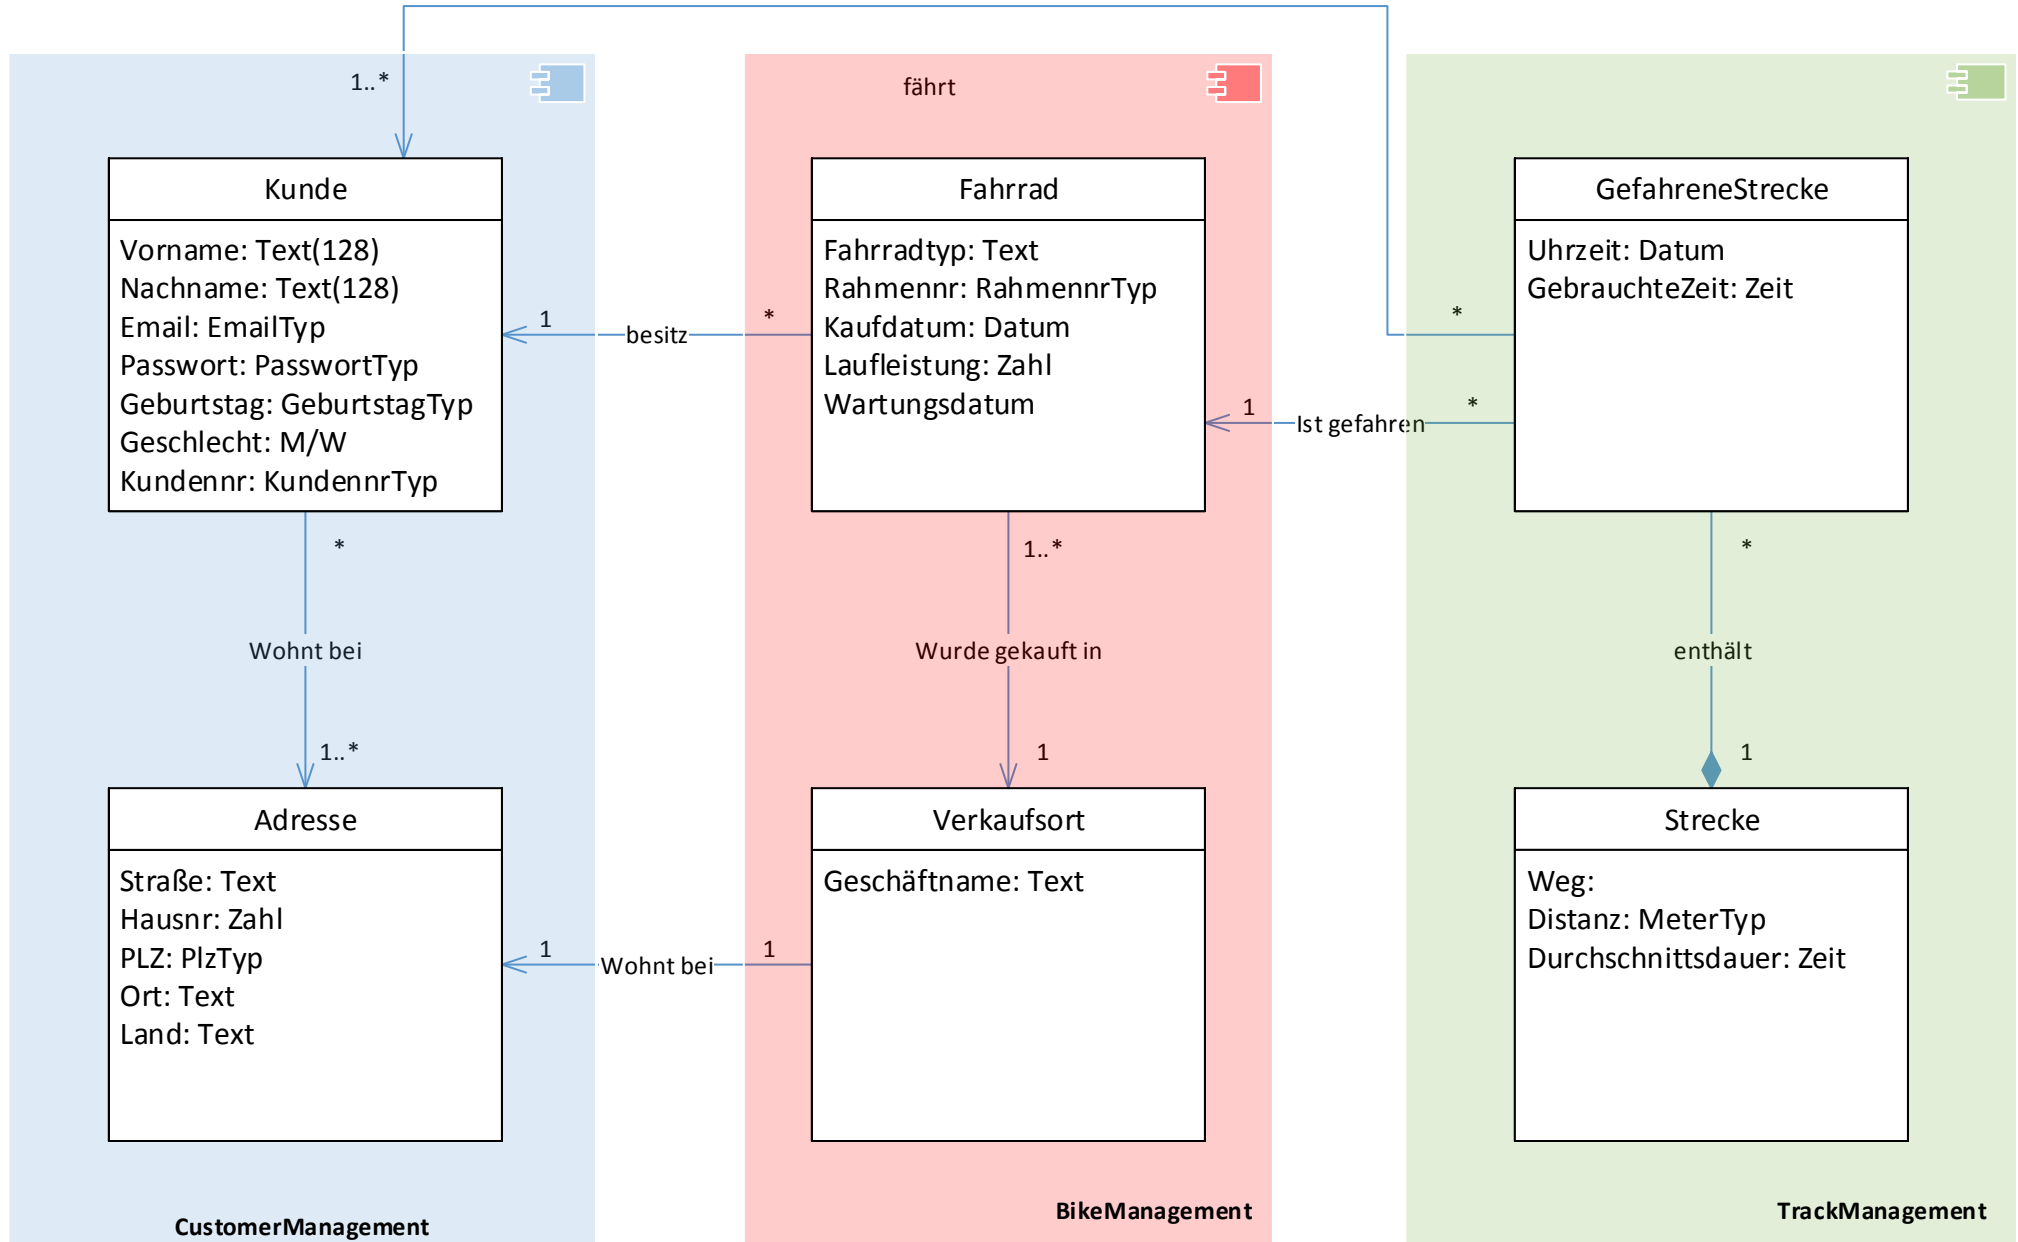 1..*
fährt
Kunde
Vorname: Text(128)
Nachname: Text(128)
Email: EmailTyp
Passwort: PasswortTyp
Geburtstag: GeburtstagTyp
Geschlecht: M/W
Kundennr: KundennrTyp
1
besitz
*
Fahrrad
Fahrradtyp: Text
Rahmennr: RahmennrTyp
Kaufdatum: Datum
Laufleistung: Zahl
Wartungsdatum
1
Ist gefahren
*
*
GefahreneStrecke
Uhrzeit: Datum
GebrauchteZeit: Zeit
*
Wohnt bei
1..*
1..*
Wurde gekauft in
1
*
enthält
1
Adresse
Straße: Text
Hausnr: Zahl
PLZ: PlzTyp
Ort: Text
Land: Text
1
Wohnt bei
1
Verkaufsort
Geschäftname: Text
Strecke
Weg:
Distanz: MeterTyp
Durchschnittsdauer: Zeit
CustomerManagement
BikeManagement
TrackManagement